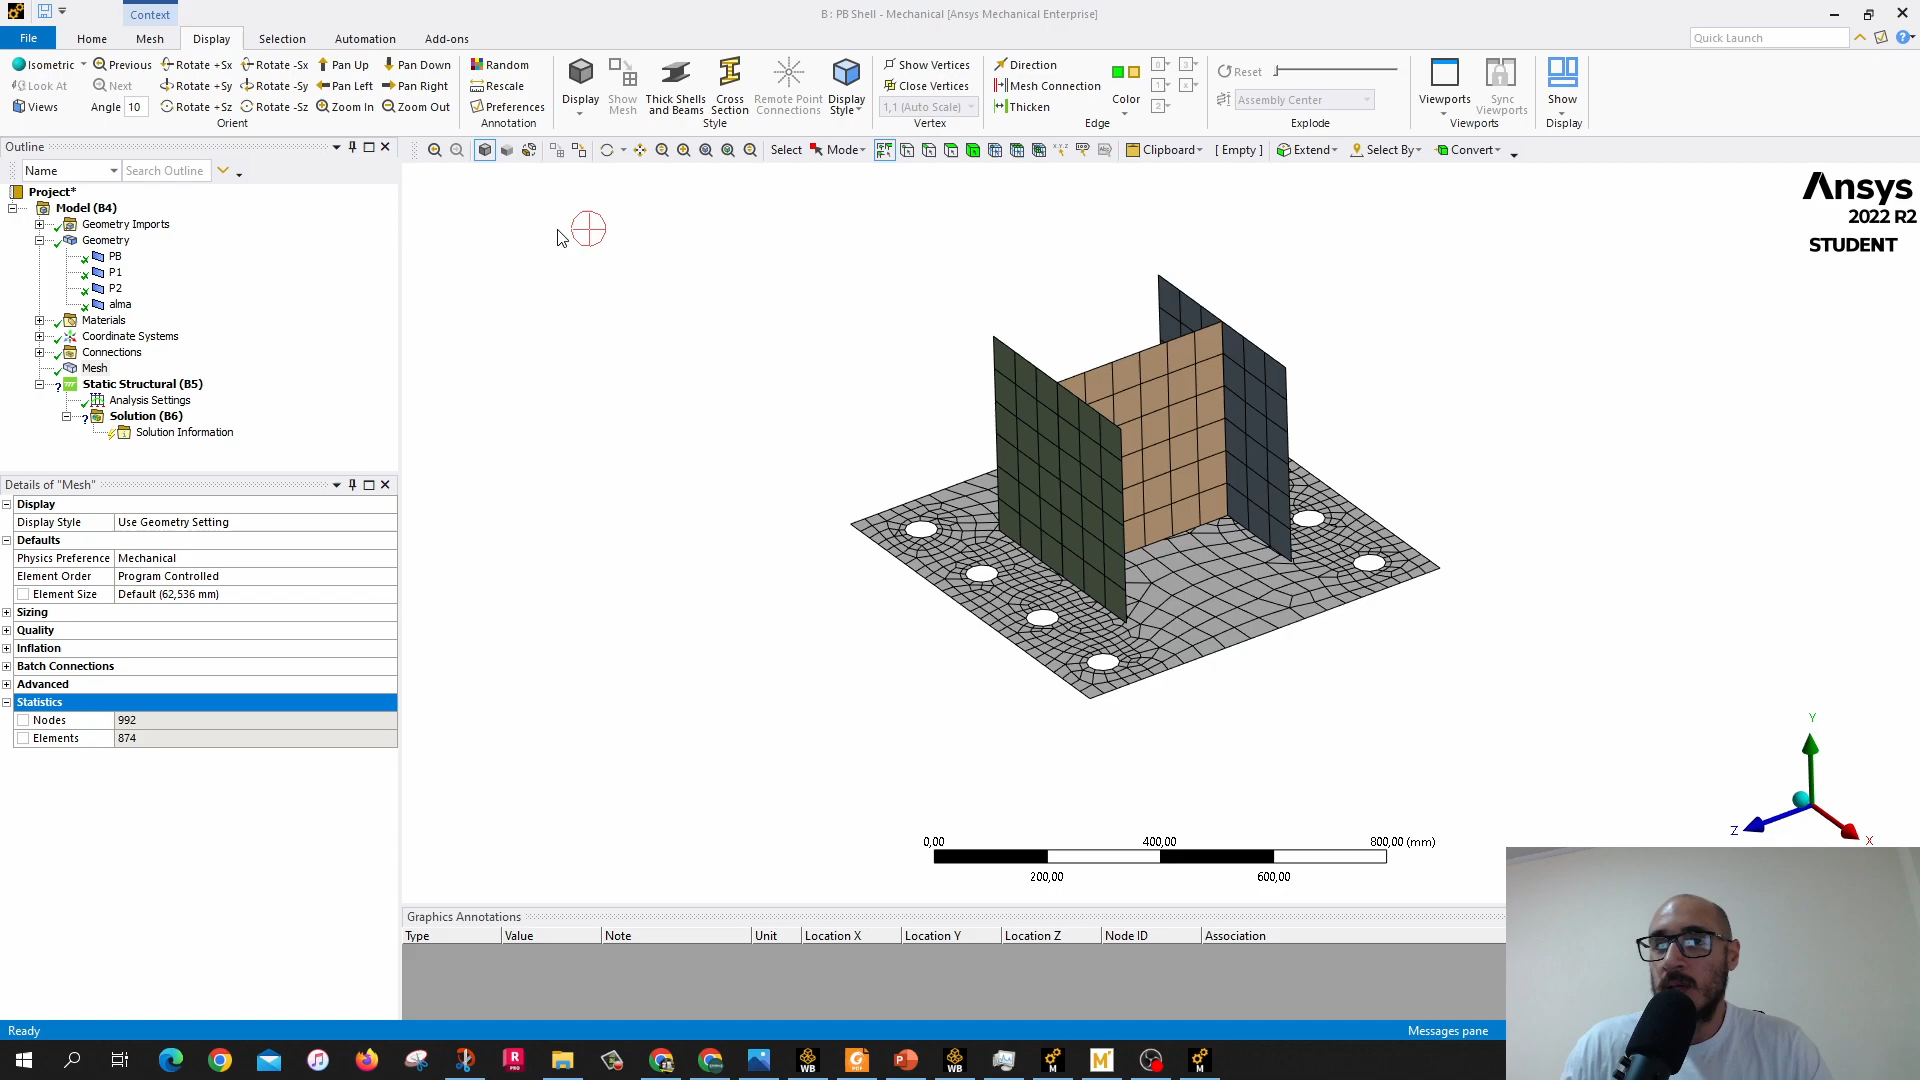 B : PB Shell - Mechanical [Ansys Mechanical Enterprise]
Context
File Home Mesh Display Selection Automation Add-ons
Quick Launch
Isometric Previous Rotate +Sx Rotate -Sx Pan Up Pan Down
Look At Next Rotate +Sy Rotate -Sy Pan Left Pan Right
Views Angle 10 Rotate +Sz Rotate -Sz Zoom In Zoom Out
Orient
Random
Rescale
Preferences
Annotation
Display
Show Mesh
Thick Shells and Beams
Cross Section
Remote Point Connections
Display Style
Style
Show Vertices
Close Vertices
1,1 (Auto Scale)
Vertex
Direction
Mesh Connection
Thicken
Color
Edge
Reset
Assembly Center
Explode
Viewports
Sync Viewports
Viewports
Show
Display
Outline
Name Search Outline
Select Mode Clipboard [ Empty ] Extend Select By Convert
Project*
Model (B4)
Geometry Imports
Geometry
PB
P1
P2
alma
Materials
Coordinate Systems
Connections
Mesh
Static Structural (B5)
Analysis Settings
Solution (B6)
Solution Information
Details of "Mesh"
Display
Display Style Use Geometry Setting
Defaults
Physics Preference Mechanical
Element Order Program Controlled
Element Size Default (62,536 mm)
Sizing
Quality
Inflation
Batch Connections
Advanced
Statistics
Nodes 992
Elements 874
Ansys
2022 R2
STUDENT
Y
Z
X
0,00 400,00 800,00 (mm)
200,00 600,00
Graphics Annotations
Type Value Note Unit Location X Location Y Location Z Node ID Association
Ready
Messages pane